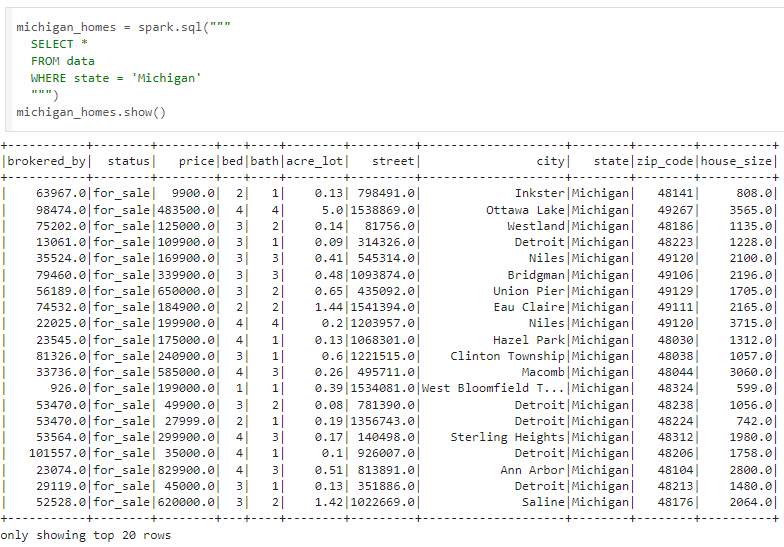 michigan_homes = spark.sql("""
  SELECT *
  FROM data
  WHERE state = 'Michigan'
  """)
michigan_homes.show()
+-----------+--------+--------+---+----+--------+---------+--------------------+--------+--------+----------+
|brokered_by|  status|   price|bed|bath|acre_lot|   street|                city|   state|zip_code|house_size|
+-----------+--------+--------+---+----+--------+---------+--------------------+--------+--------+----------+
|    63967.0|for_sale|  9900.0|  2|   1|    0.13| 798491.0|             Inkster|Michigan|   48141|     808.0|
|    98474.0|for_sale|483500.0|  4|   4|     5.0|1538869.0|         Ottawa Lake|Michigan|   49267|    3565.0|
|    75202.0|for_sale|125000.0|  3|   2|    0.14|  81756.0|            Westland|Michigan|   48186|    1135.0|
|    13061.0|for_sale|109900.0|  3|   1|    0.09| 314326.0|             Detroit|Michigan|   48223|    1228.0|
|    35524.0|for_sale|169900.0|  3|   3|    0.41| 545314.0|               Niles|Michigan|   49120|    2100.0|
|    79460.0|for_sale|339900.0|  3|   3|    0.48|1093874.0|            Bridgman|Michigan|   49106|    2196.0|
|    56189.0|for_sale|650000.0|  3|   2|    0.65| 435092.0|          Union Pier|Michigan|   49129|    1705.0|
|    74532.0|for_sale|184900.0|  2|   2|    1.44|1541394.0|          Eau Claire|Michigan|   49111|    2165.0|
|    22025.0|for_sale|199900.0|  4|   4|     0.2|1203957.0|               Niles|Michigan|   49120|    3715.0|
|    23545.0|for_sale|175000.0|  4|   1|    0.13|1068301.0|          Hazel Park|Michigan|   48030|    1312.0|
|    81326.0|for_sale|240900.0|  3|   1|     0.6|1221515.0|    Clinton Township|Michigan|   48038|    1057.0|
|    33736.0|for_sale|585000.0|  4|   3|    0.26| 495711.0|              Macomb|Michigan|   48044|    3060.0|
|      926.0|for_sale|199000.0|  1|   1|    0.39|1534081.0|West Bloomfield T...|Michigan|   48324|     599.0|
|    53470.0|for_sale| 49900.0|  3|   2|    0.08| 781390.0|             Detroit|Michigan|   48238|    1056.0|
|    53470.0|for_sale| 27999.0|  2|   1|    0.19|1356743.0|             Detroit|Michigan|   48224|     742.0|
|    53564.0|for_sale|299900.0|  4|   3|    0.17| 140498.0|    Sterling Heights|Michigan|   48312|    1980.0|
|   101557.0|for_sale| 35000.0|  4|   1|     0.1| 926007.0|             Detroit|Michigan|   48206|    1758.0|
|    23074.0|for_sale|829900.0|  4|   3|    0.51| 813891.0|           Ann Arbor|Michigan|   48104|    2800.0|
|    29119.0|for_sale| 45000.0|  3|   1|    0.13| 351886.0|             Detroit|Michigan|   48213|    1480.0|
|    52528.0|for_sale|620000.0|  3|   2|    1.42|1022669.0|              Saline|Michigan|   48176|    2064.0|
+-----------+--------+--------+---+----+--------+---------+--------------------+--------+--------+----------+
only showing top 20 rows